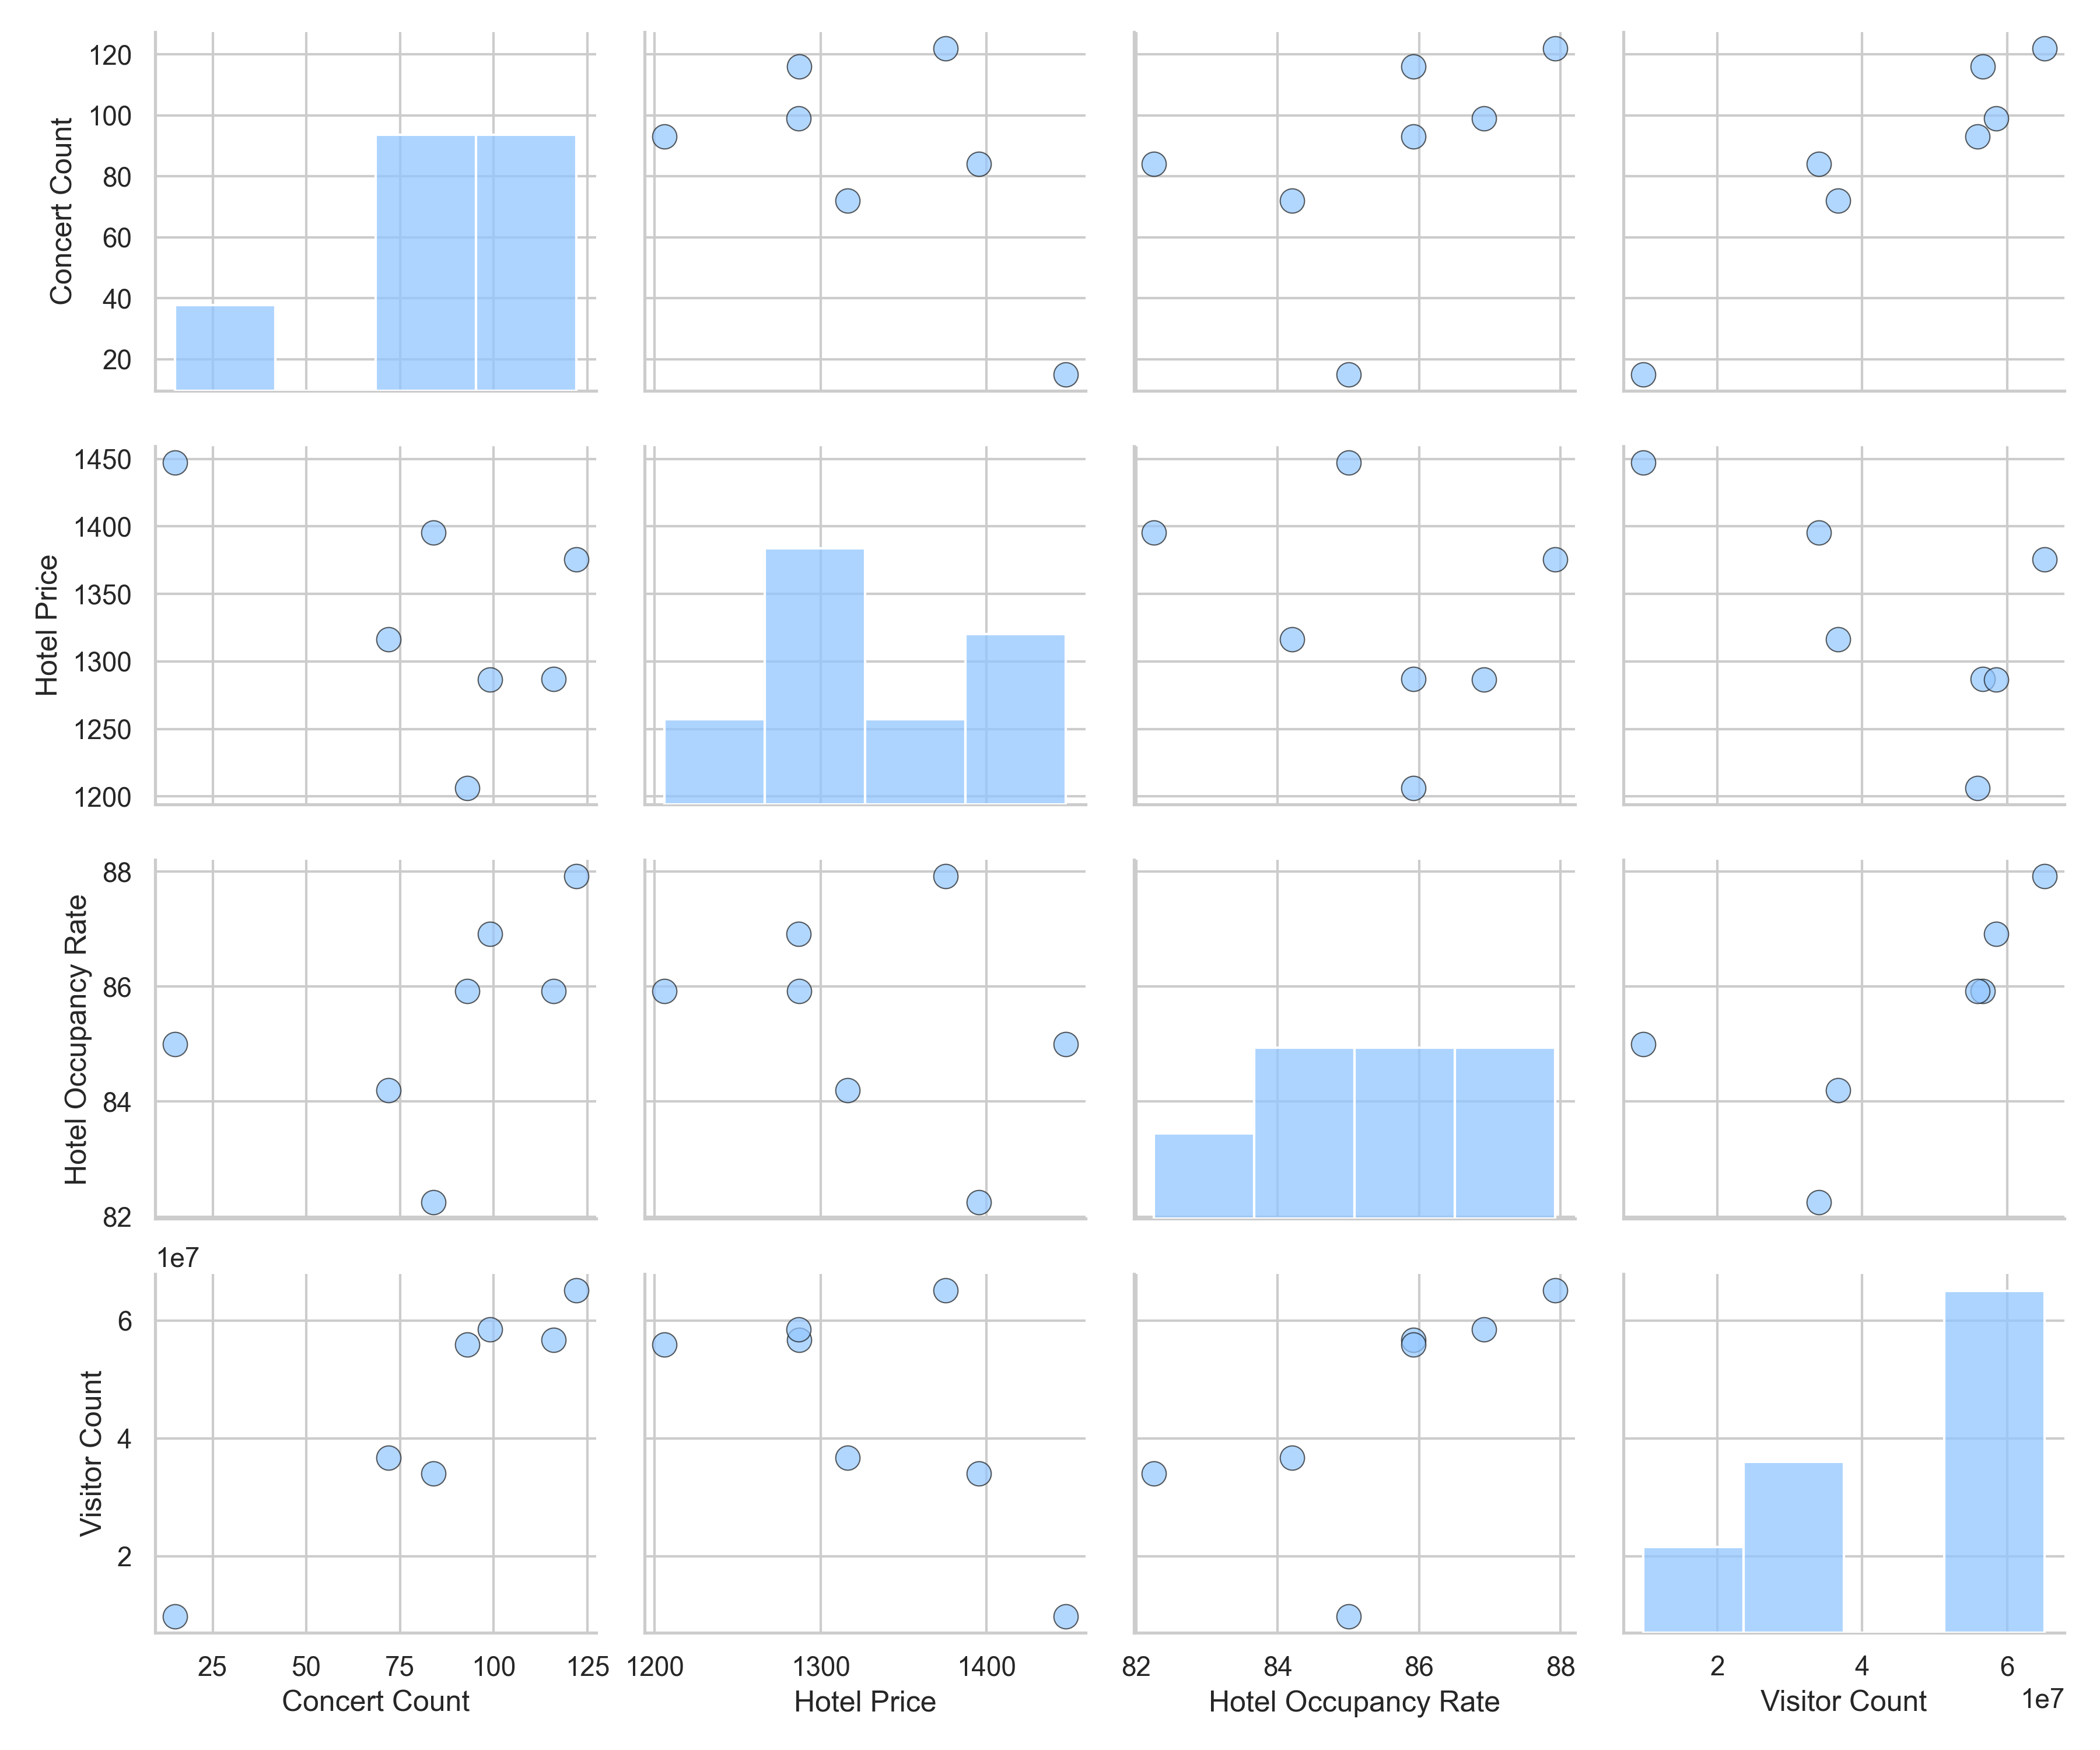 120
100
80
60
40
20
Concert Count
1450
1400
1350
1300
1250
1200
Hotel Price
88
86
84
82
Hotel Occupancy Rate
1e7
6
4
2
Visitor Count
25 50 75 100 125
Concert Count
1200 1300 1400
Hotel Price
82 84 86 88
Hotel Occupancy Rate
2 4 6
1e7
Visitor Count